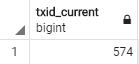 txid_current
bigint
1 574